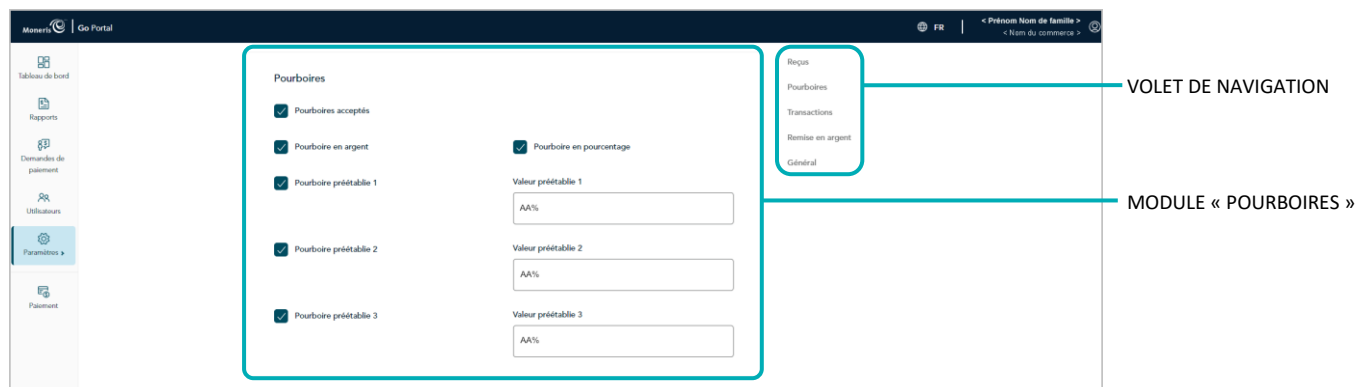 Moneris Go Portal
FR
< Prénom Nom de famille >
< Nom du commerce >
Tableau de bord
Rapports
Demandes de
paiement
Utilisateurs
Paramètres
Paiement
Pourboires
Pourboires acceptés
Pourboire en argent
Pourboire en pourcentage
Pourboire préétablie 1
Valeur préétablie 1
AA%
Pourboire préétablie 2
Valeur préétablie 2
AA%
Pourboire préétablie 3
Valeur préétablie 3
AA%
Reçus
Pourboires
Transactions
Remise en argent
Général
VOLET DE NAVIGATION
MODULE « POURBOIRES »